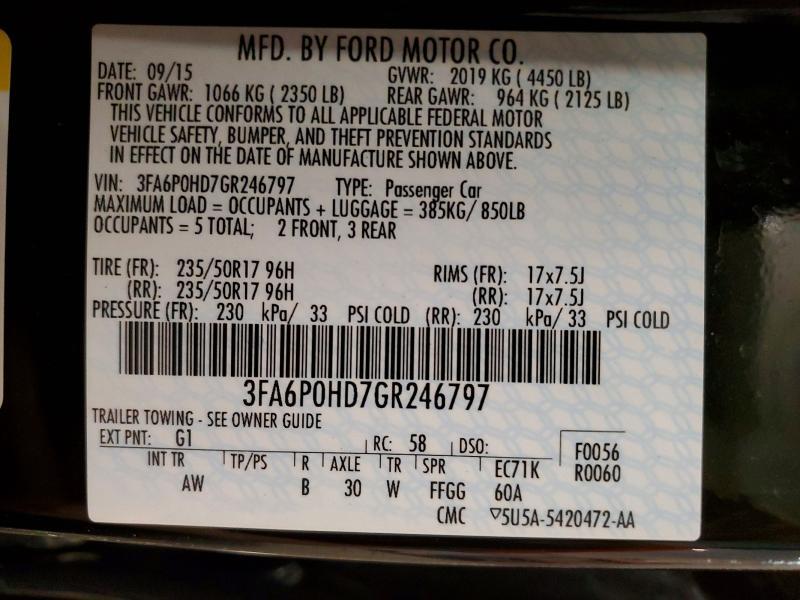 MFD. BY FORD MOTOR CO.
DATE: 09/15 GVWR: 2019 KG ( 4450 LB)
FRONT GAWR: 1066 KG ( 2350 LB) REAR GAWR: 964 KG ( 2125 LB)
THIS VEHICLE CONFORMS TO ALL APPLICABLE FEDERAL MOTOR
VEHICLE SAFETY, BUMPER, AND THEFT PREVENTION STANDARDS
IN EFFECT ON THE DATE OF MANUFACTURE SHOWN ABOVE.
VIN: 3FA6P0HD7GR246797 TYPE: Passenger Car
MAXIMUM LOAD = OCCUPANTS + LUGGAGE = 385KG/ 850LB
OCCUPANTS = 5 TOTAL; 2 FRONT, 3 REAR
TIRE (FR): 235/50R17 96H RIMS (FR): 17x7.5J
(RR): 235/50R17 96H (RR): 17x7.5J
PRESSURE (FR): 230 kPa/ 33 PSI COLD (RR): 230 kPa/ 33 PSI COLD
3FA6P0HD7GR246797
TRAILER TOWING - SEE OWNER GUIDE
EXT PNT: G1 RC: 58 DSO: F0056
INT TR TP/PS R AXLE TR SPR EC71K R0060
AW B 30 W FFGG 60A
CMC ▽5U5A-5420472-AA